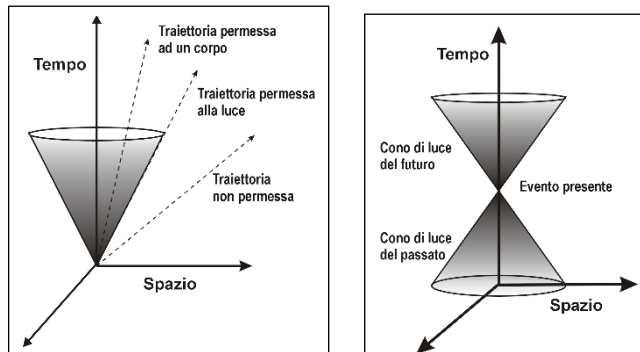 Traiettoria permessa
ad un corpo
Tempo
Traiettoria permessa
alla luce
Traiettoria
non permessa
Spazio
Tempo
Cono di luce
del futuro
Evento presente
Cono di luce
del passato
Spazio